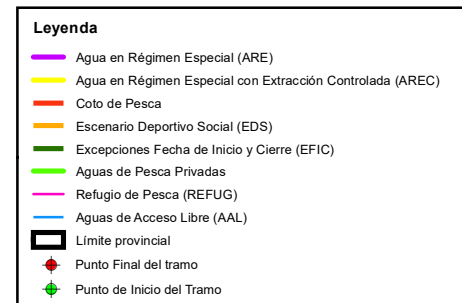 Leyenda
Agua en Régimen Especial (ARE)
Agua en Régimen Especial con Extracción Controlada (AREC)
Coto de Pesca
Escenario Deportivo Social (EDS)
Excepciones Fecha de Inicio y Cierre (EFIC)
Aguas de Pesca Privadas
Refugio de Pesca (REFUG)
Aguas de Acceso Libre (AAL)
Límite provincial
Punto Final del tramo
Punto de Inicio del Tramo